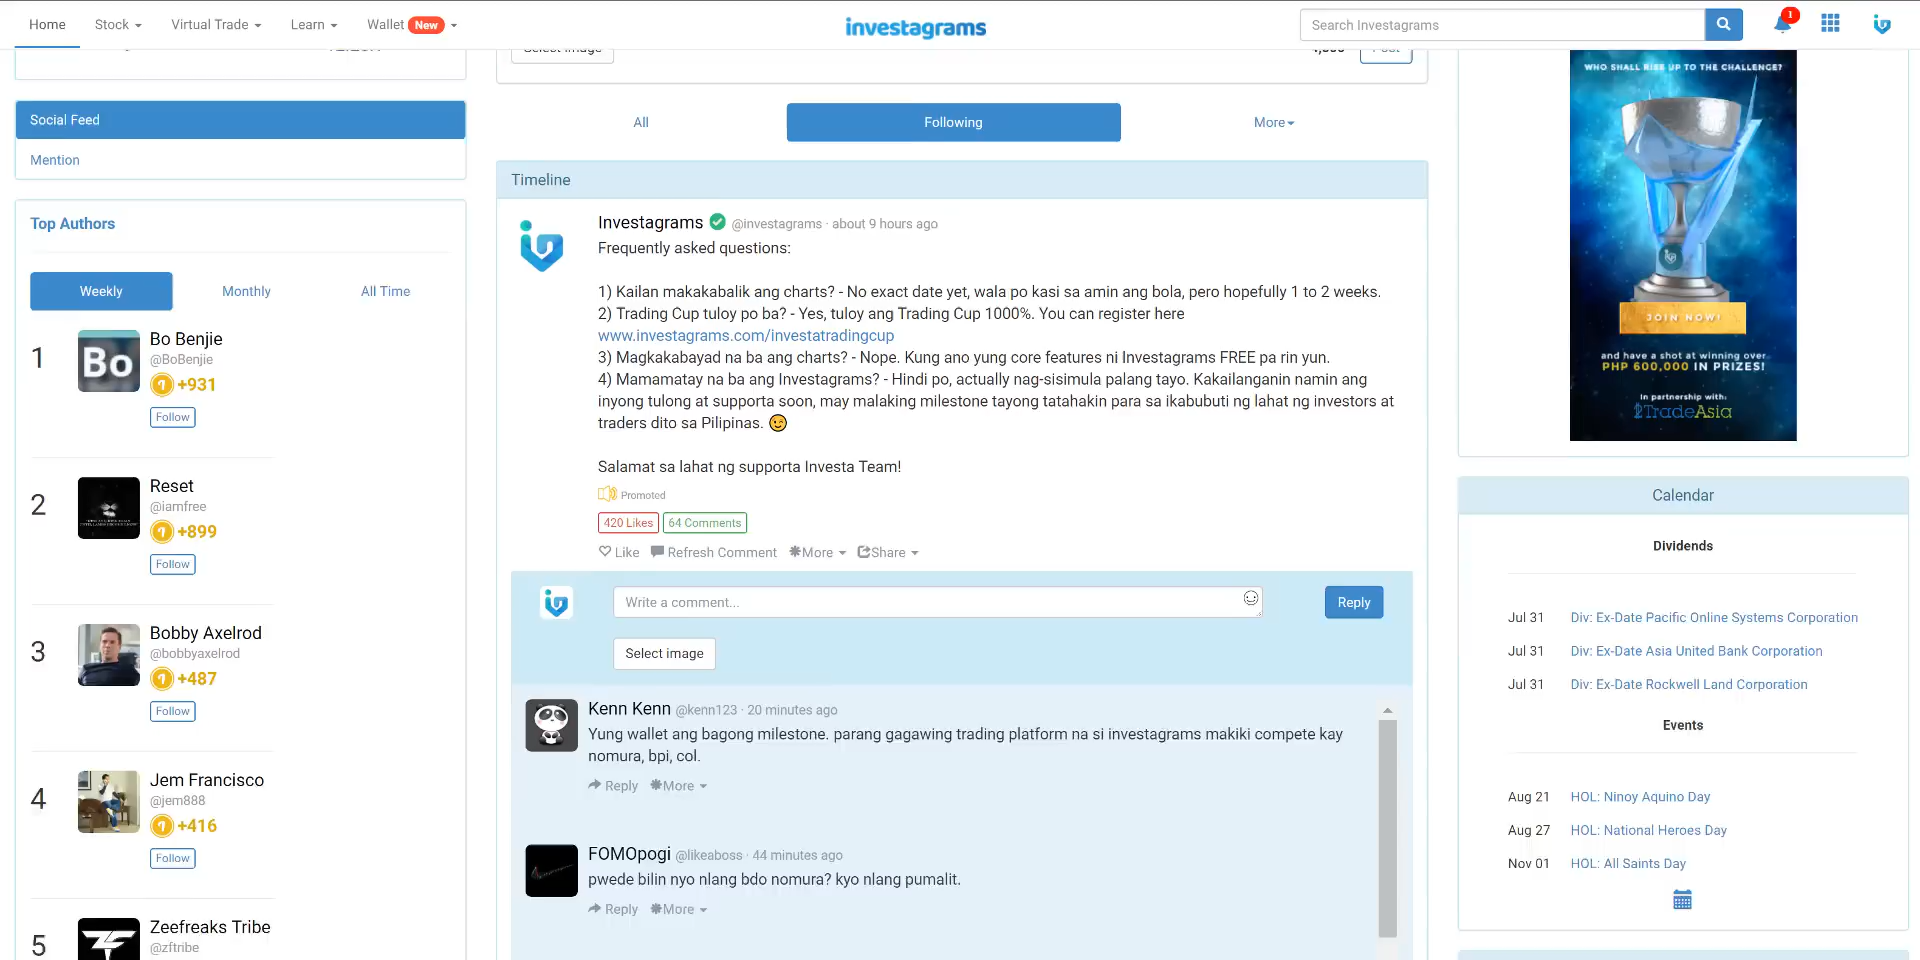 Home
Stock
Virtual Trade
Learn
Wallet New
investagrams
Search Investagrams
1
Social Feed
Mention
Top Authors
Weekly
Monthly
All Time
1
Bo
Bo Benjie
@BoBenjie
+931
Follow
2
Reset
@iamfree
+899
Follow
3
Bobby Axelrod
@bobbyaxelrod
+487
Follow
4
Jem Francisco
@jem888
+416
Follow
5
Zeefreaks Tribe
@zftribe
Select image
Post
All
Following
More
Timeline
Investagrams @investagrams · about 9 hours ago
Frequently asked questions:
1) Kailan makakabalik ang charts? - No exact date yet, wala po kasi sa amin ang bola, pero hopefully 1 to 2 weeks.
2) Trading Cup tuloy po ba? - Yes, tuloy ang Trading Cup 1000%. You can register here
www.investagrams.com/investatradingcup
3) Magkakabayad na ba ang charts? - Nope. Kung ano yung core features ni Investagrams FREE pa rin yun.
4) Mamamatay na ba ang Investagrams? - Hindi po, actually nag-sisimula palang tayo. Kakailanganin namin ang
inyong tulong at supporta soon, may malaking milestone tayong tatahakin para sa ikabubuti ng lahat ng investors at
traders dito sa Pilipinas. 😉
Salamat sa lahat ng supporta Investa Team!
Promoted
420 Likes 64 Comments
Like Refresh Comment More Share
Write a comment...
Reply
Select image
Kenn Kenn @kenn123 · 20 minutes ago
Yung wallet ang bagong milestone. parang gagawing trading platform na si investagrams makiki compete kay
nomura, bpi, col.
Reply More
FOMOpogi @likeaboss · 44 minutes ago
pwede bilin nyo nlang bdo nomura? kyo nlang pumalit.
Reply More
WHO SHALL RISE UP TO THE CHALLENGE?
JOIN NOW!
and have a shot at winning over
PHP 600,000 IN PRIZES!
In partnership with:
TradeAsia
Calendar
Dividends
Jul 31 Div: Ex-Date Pacific Online Systems Corporation
Jul 31 Div: Ex-Date Asia United Bank Corporation
Jul 31 Div: Ex-Date Rockwell Land Corporation
Events
Aug 21 HOL: Ninoy Aquino Day
Aug 27 HOL: National Heroes Day
Nov 01 HOL: All Saints Day